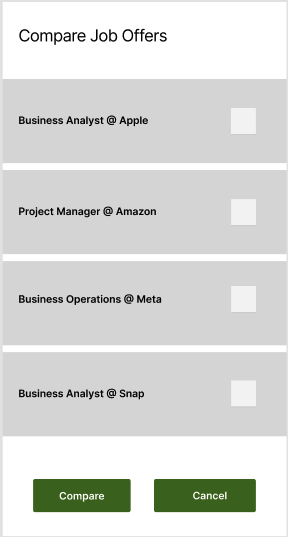 Compare Job Offers
Business Analyst @ Apple
Project Manager @ Amazon
Business Operations @ Meta
Business Analyst @ Snap
Compare
Cancel